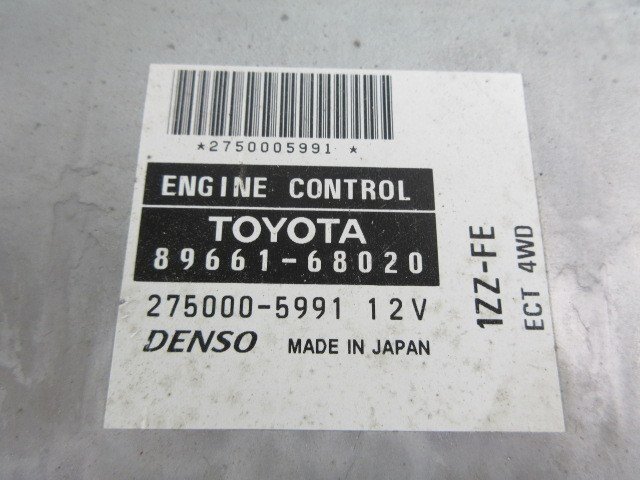 *2750005991 *
ENGINE CONTROL
TOYOTA
89661-68020
275000-5991 12V
DENSO MADE IN JAPAN
1ZZ-FE
ECT 4WD